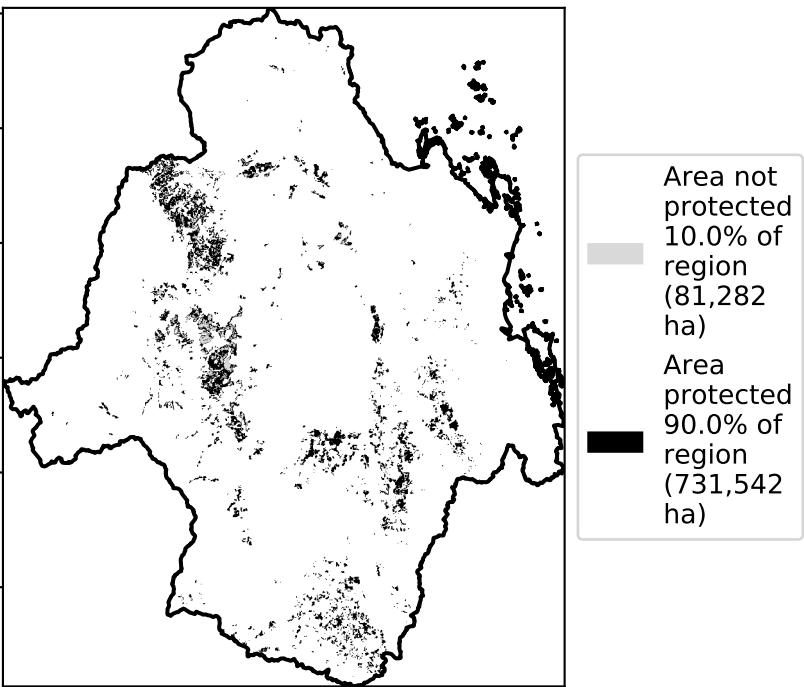 Area not
protected
10.0% of
region
(81,282
ha)
Area
protected
90.0% of
region
(731,542
ha)